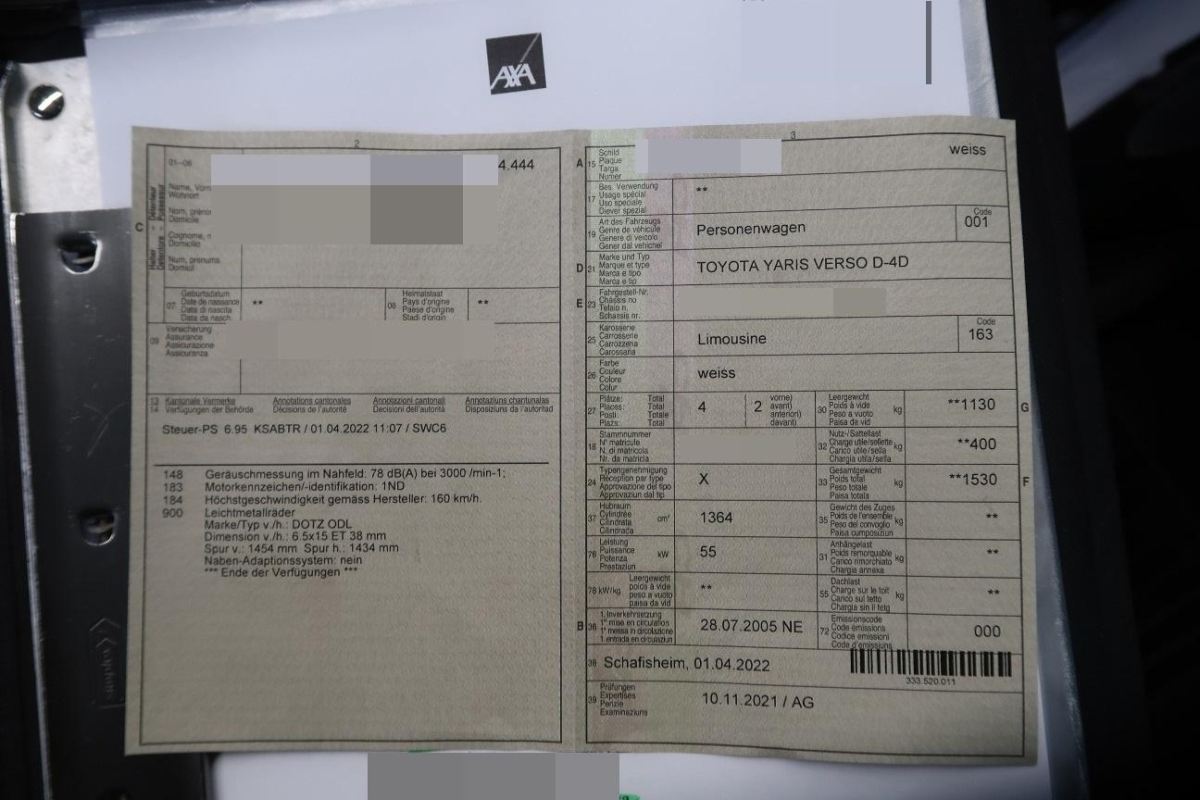 AXA
2
01-06
4.444
C
Name, Vorn
Wohnort
Nom, prénor
Domicile
Cognome, n
Domicilio
Num, prenums
Domicil
07
Geburtsdatum
Date de naissance
Data di nascita
Data da nasch.
**
08
Heimatstaat
Pays d'origine
Paese d'origine
Stadi d'origin
**
09
Versicherung
Assurance
Assicurazione
Assicuranza
13
14
Kantonale Vermerke
Verfügungen der Behörde
Annotations cantonales
Décisions de l'autorité
Annotazioni cantonali
Decisioni dell'autorità
Annotaziuns chantunalas
Disposiziuns da l'autoritad
Steuer-PS 6.95 KSABTR / 01.04.2022 11:07 / SWC6
148 Geräuschmessung im Nahfeld: 78 dB(A) bei 3000 /min-1;
183 Motorkennzeichen/-identifikation: 1ND
184 Höchstgeschwindigkeit gemäss Hersteller: 160 km/h.
900 Leichtmetallräder
Marke/Typ v./h.: DOTZ ODL
Dimension v./h.: 6.5x15 ET 38 mm
Spur v.: 1454 mm Spur h.: 1434 mm
Naben-Adaptionssystem: nein
*** Ende der Verfügungen ***
3
A 15
Schild
Plaque
Targa
Numer
weiss
17
Bes. Verwendung
Usage spécial
Uso speciale
Diever spezial
**
19
Art des Fahrzeugs
Genre de véhicule
Genere di veicolo
Gener dal vehichel
Personenwagen
Code
001
D 21
Marke und Typ
Marque et type
Marca e tipo
Marca e tip
TOYOTA YARIS VERSO D-4D
E 23
Fahrgestell-Nr.
Châssis no
Telaio n.
Schassis nr.
25
Karosserie
Carrosserie
Carrozzeria
Carossaria
Limousine
Code
163
26
Farbe
Couleur
Colore
Colur
weiss
27
Plätze: Total
Places: Total
Posti: Totale
Plazs: Total
4
2
vorne)
avant)
anteriori)
davant)
30
Leergewicht
Poids à vide
Peso a vuoto
Paisa da vid
kg
**1130
G
18
Stammnummer
N° matricule
N. di matricola
Nr. da matricla
32
Nutz-/Sattellast
Charge utile/sellette
Carico utile/sella
Chargia utila/sella
kg
**400
24
Typengenehmigung
Réception par type
Approvazione del tipo
Approvaziun dal tip
X
33
Gesamtgewicht
Poids total
Peso totale
Paisa totala
kg
**1530
F
37
Hubraum
Cylindrée
Cilindrata
Cilindrada
cm³
1364
35
Gewicht des Zuges
Poids de l'ensemble
Peso del convoglio
Paisa cumposiziun
kg
**
76
Leistung
Puissance
Potenza
Prestaziun
kW
55
31
Anhängelast
Poids remorquable
Carico rimorchiato
Chargia annexa
kg
**
78 kW/kg
Leergewicht
poids à vide
peso a vuoto
paisa da vid
**
55
Dachlast
Charge sur le toit
Carico sul tetto
Chargia sin il tetg
kg
**
B 36
1. Inverkehrsetzung
1re mise en circulation
1a messa in circolazione
1. entrada en circulaziun
28.07.2005 NE
72
Emissionscode
Code émissions
Codice emissioni
Code d'emissiuns
000
38 Schafisheim, 01.04.2022
333.520.011
39
Prüfungen
Expertises
Perizie
Examinaziuns
10.11.2021 / AG